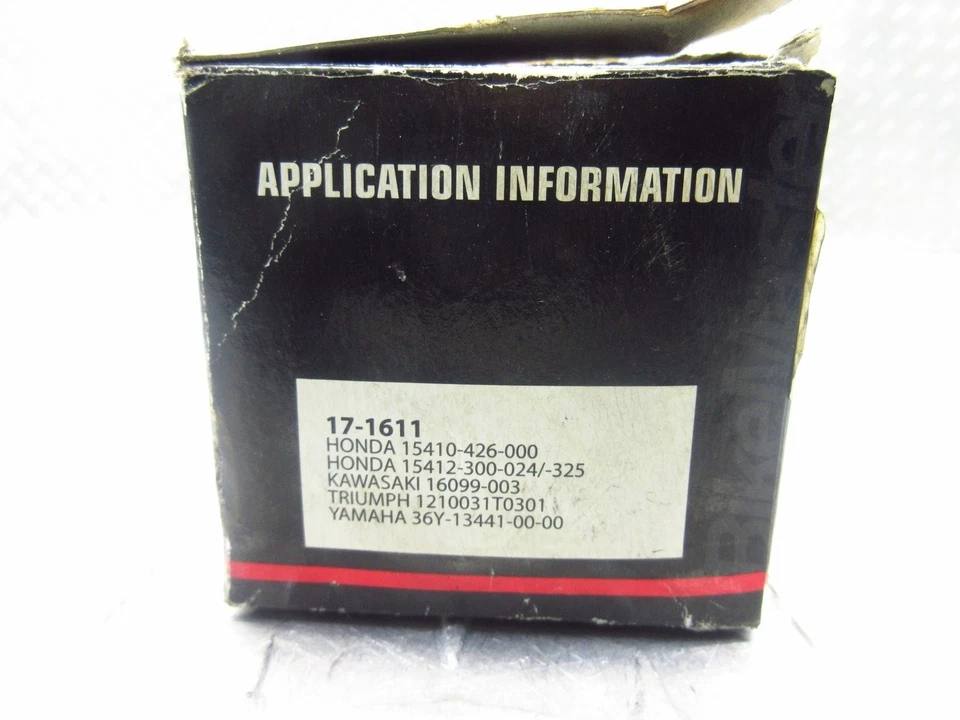 APPLICATION INFORMATION
17-1611
HONDA 15410-426-000
HONDA 15412-300-024/-325
KAWASAKI 16099-003
TRIUMPH 1210031T0301
YAMAHA 36Y-13441-00-00